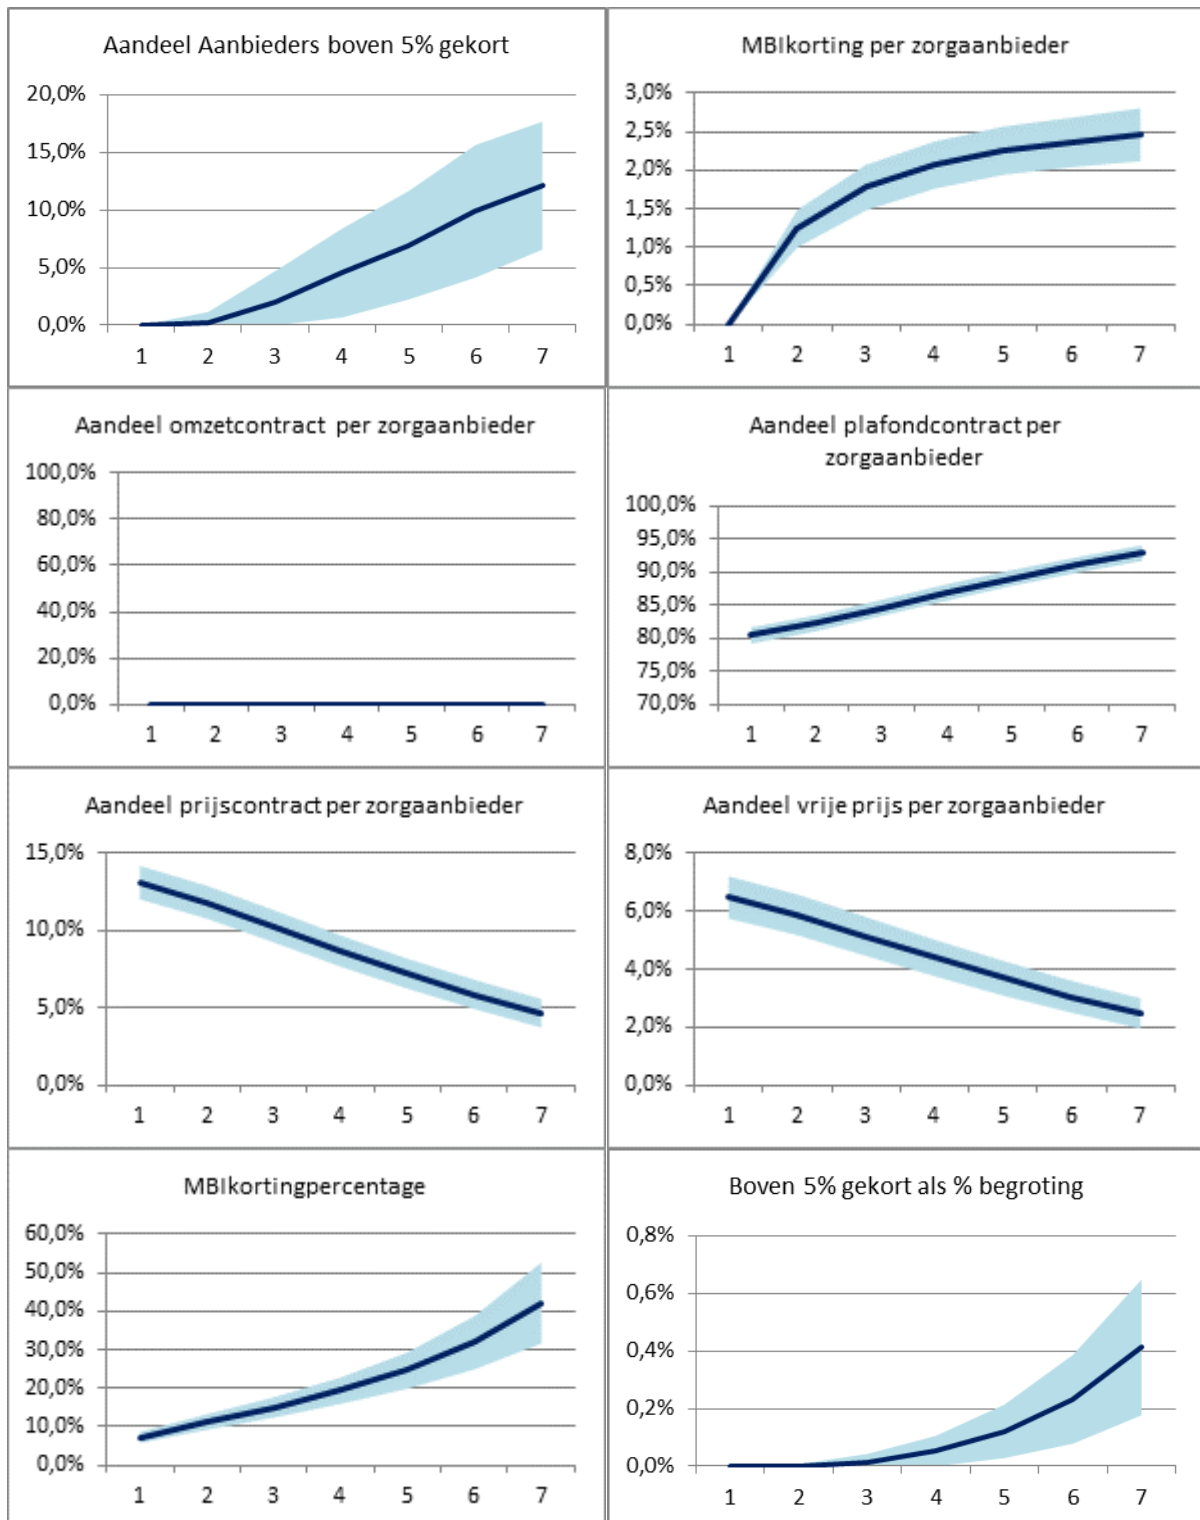 Aandeel Aanbieders boven 5% gekort
20,0%
15,0%
10,0%
5,0%
0,0%
1 2 3 4 5 6 7
MBIkorting per zorgaanbieder
3,0%
2,5%
2,0%
1,5%
1,0%
0,5%
0,0%
1 2 3 4 5 6 7
Aandeel omzetcontract per zorgaanbieder
100,0%
80,0%
60,0%
40,0%
20,0%
0,0%
1 2 3 4 5 6 7
Aandeel plafondcontract per
zorgaanbieder
100,0%
95,0%
90,0%
85,0%
80,0%
75,0%
70,0%
1 2 3 4 5 6 7
Aandeel prijscontract per zorgaanbieder
15,0%
10,0%
5,0%
0,0%
1 2 3 4 5 6 7
Aandeel vrije prijs per zorgaanbieder
8,0%
6,0%
4,0%
2,0%
0,0%
1 2 3 4 5 6 7
MBIkortingpercentage
60,0%
50,0%
40,0%
30,0%
20,0%
10,0%
0,0%
1 2 3 4 5 6 7
Boven 5% gekort als % begroting
0,8%
0,6%
0,4%
0,2%
0,0%
1 2 3 4 5 6 7